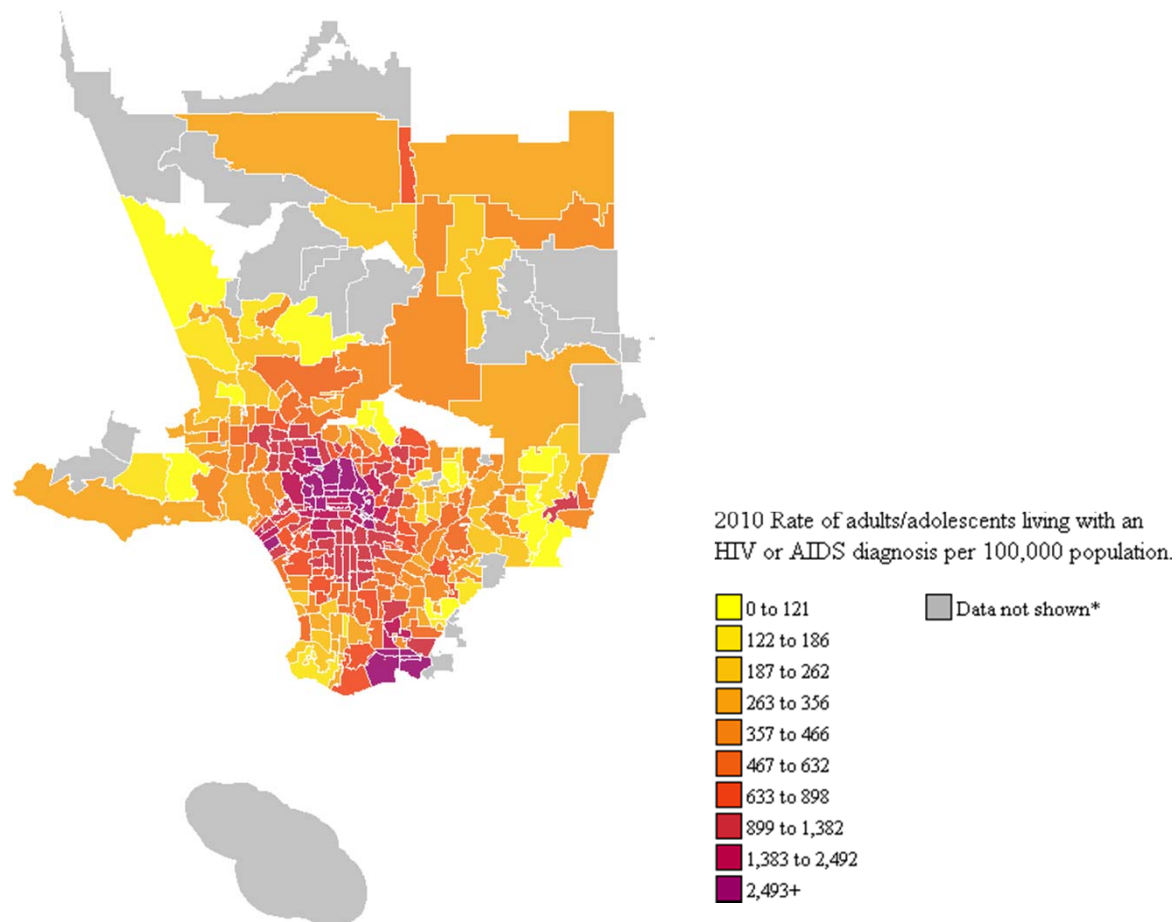 2010 Rate of adults/adolescents living with an
HIV or AIDS diagnosis per 100,000 population.
0 to 121
122 to 186
187 to 262
263 to 356
357 to 466
467 to 632
633 to 898
899 to 1,382
1,383 to 2,492
2,493+
Data not shown*